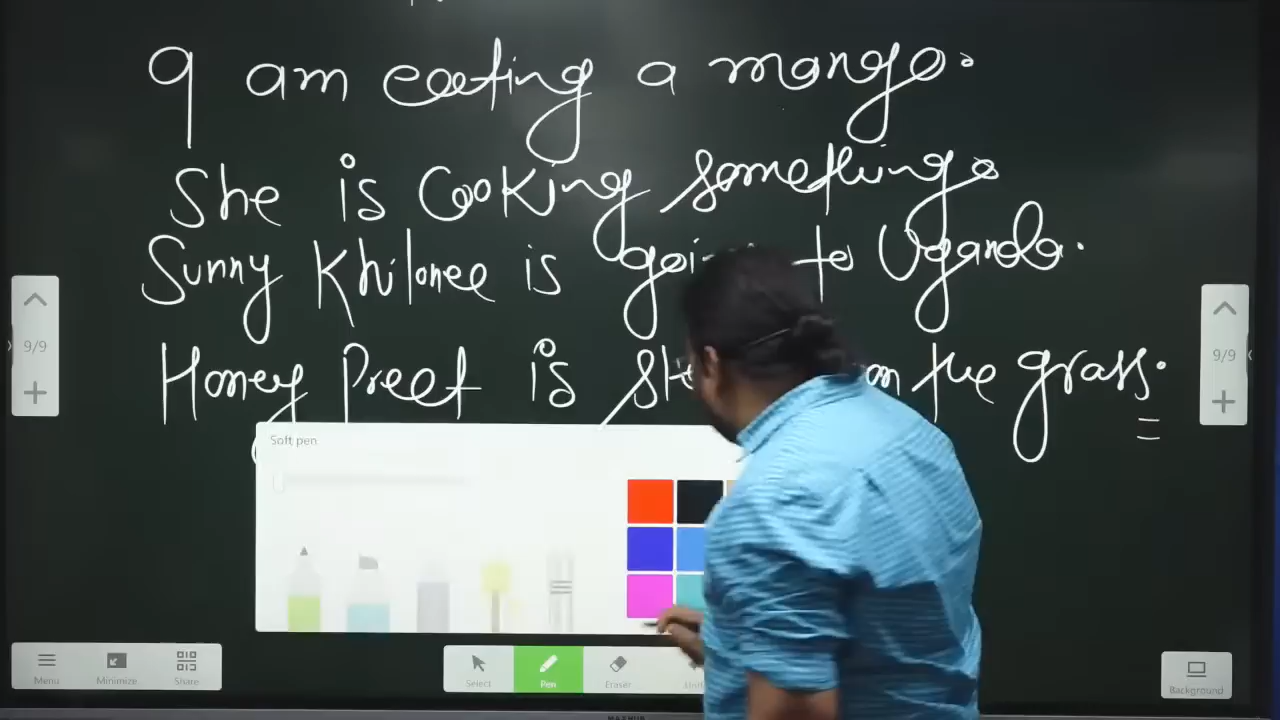 I am eating a mango.
She is Cooking something.
Sunny Khilonee is to Uganda.
Honey Preet is on the grass.
Soft pen
9/9
9/9
Menu
Minimize
Share
Select
Pen
Eraser
Background